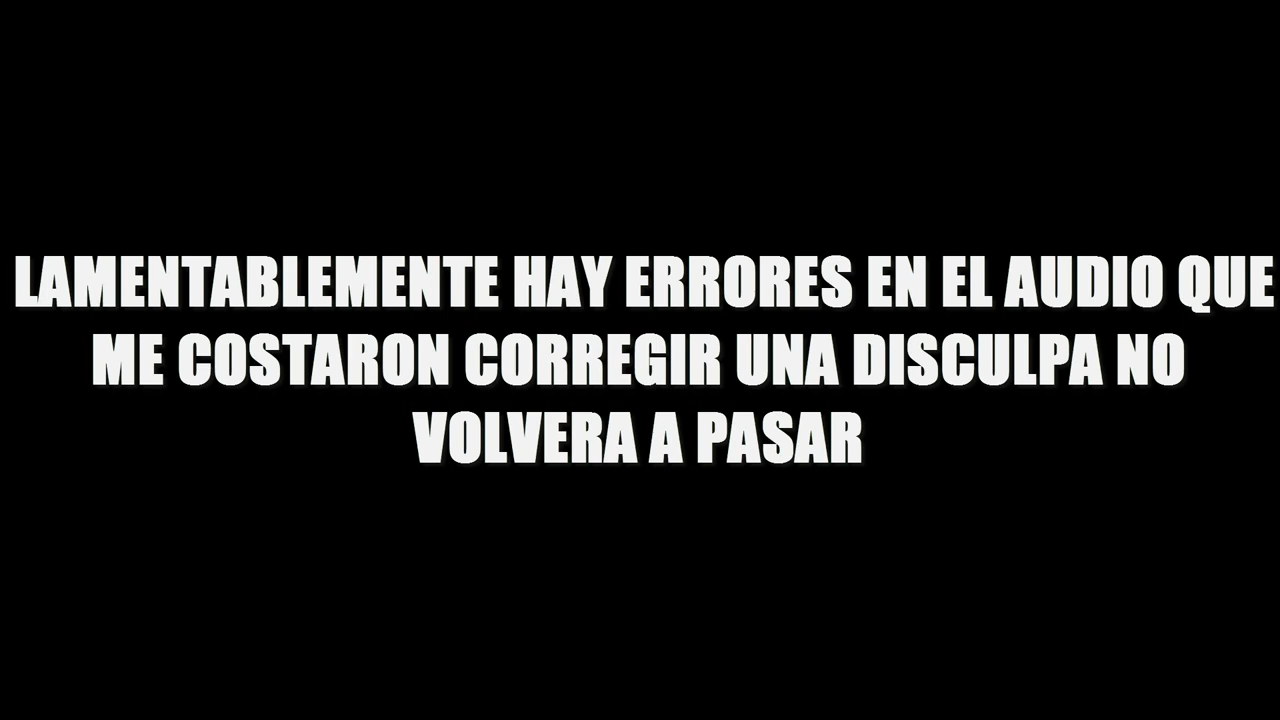 LAMENTABLEMENTE HAY ERRORES EN EL AUDIO QUE
ME COSTARON CORREGIR UNA DISCULPA NO
VOLVERA A PASAR